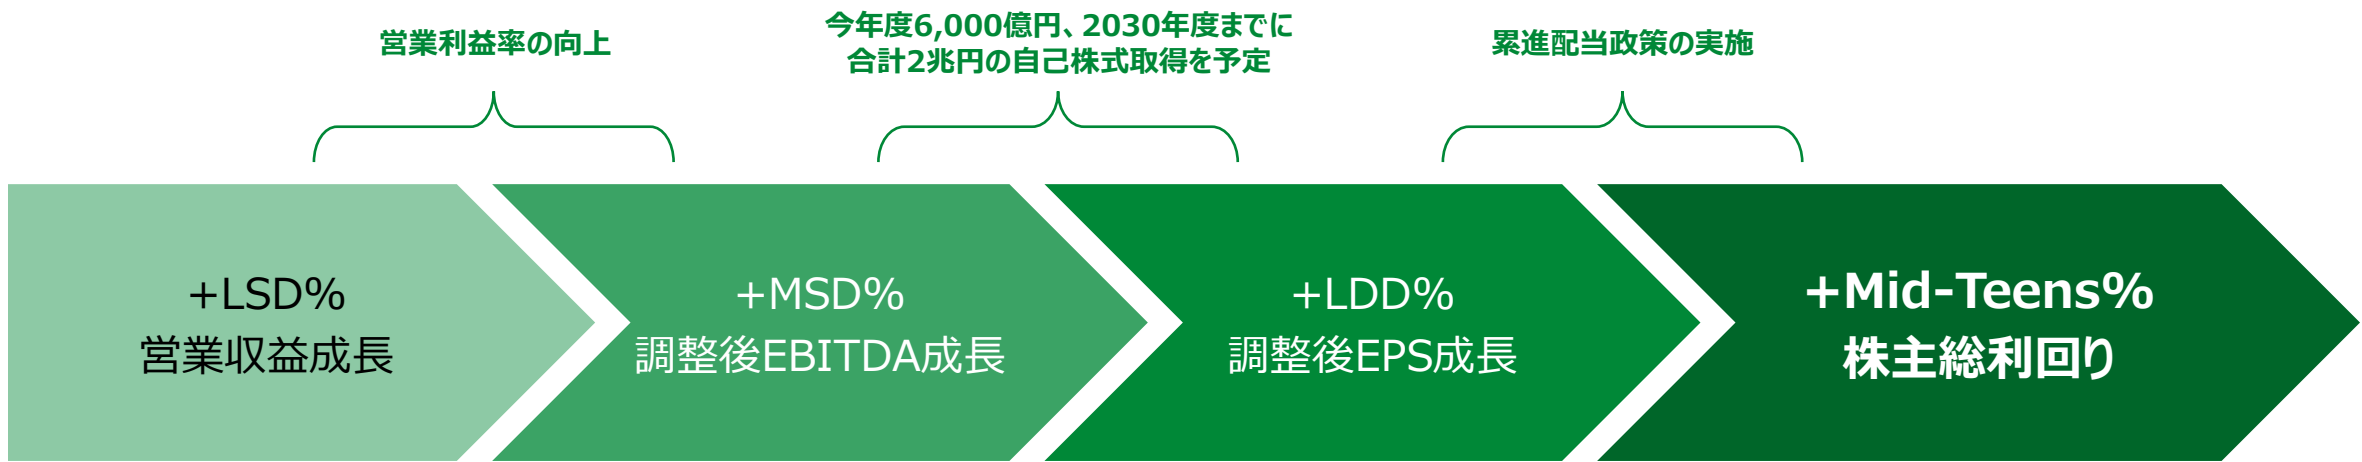 営業利益率の向上
今年度6,000億円、2030年度までに
合計2兆円の自己株式取得を予定
累進配当政策の実施
+LSD%
営業収益成長
+MSD%
調整後EBITDA成長
+LDD%
調整後EPS成長
+Mid-Teens%
株主総利回り